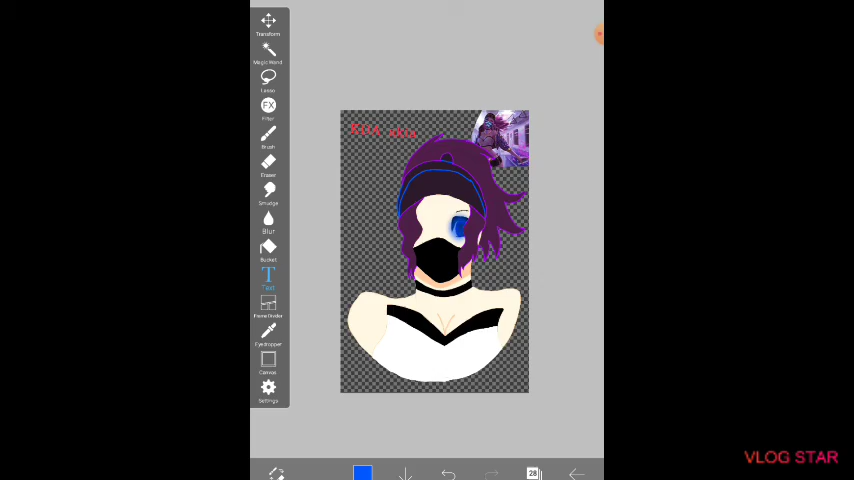 Transform
Magic Wand
Lasso
FX
Filter
Brush
Eraser
Smudge
Blur
Bucket
T
Text
Frame Divider
Eyedropper
Canvas
Settings
28
VLOG STAR